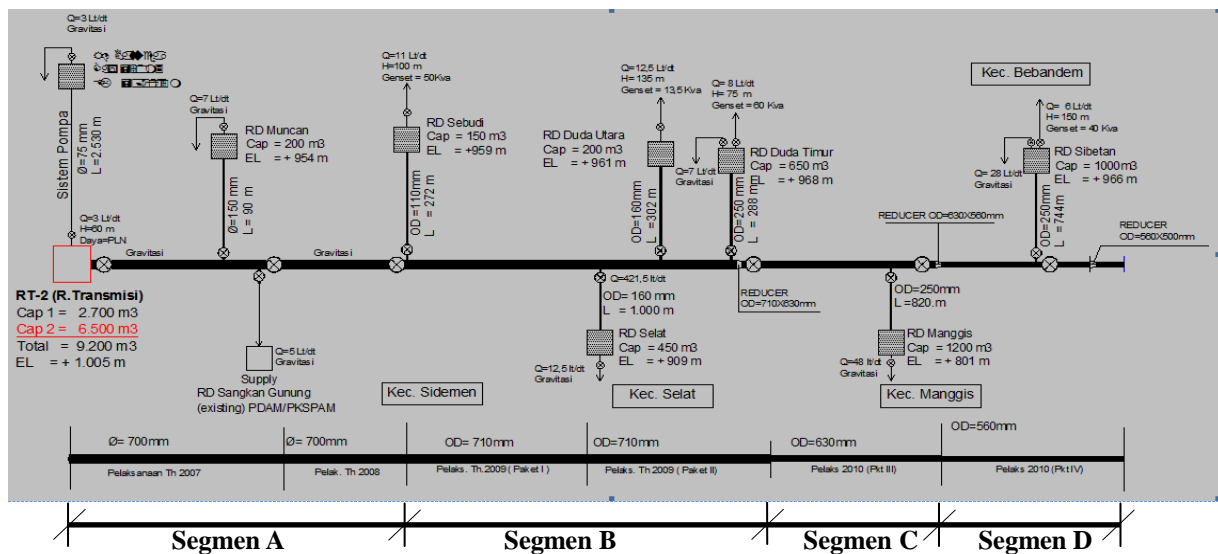 Q=3 Lt/dt
Gravitasi
Sistem Pompa
Ø=75 mm
L=2.530 m
Q=3 Lt/dt
H=60 m
Daya=PLN
RT-2 (R.Transmisi)
Cap 1 = 2.700 m3
Cap 2 = 6.500 m3
Total = 9.200 m3
EL = + 1.005 m
Gravitasi
Q=7 Lt/dt
Gravitasi
RD Muncan
Cap = 200 m3
EL = + 954 m
Ø=150 mm
L= 90 m
Gravitasi
Q=5 Lt/dt
Gravitasi
Supply
RD Sangkan Gunung
(existing) PDAM/PKSPAM
Q=11 Lt/dt
H=100 m
Genset = 50Kva
RD Sebudi
Cap = 150 m3
EL = +959 m
OD=110mm
L = 272 m
Kec. Sidemen
Q=12,5 Lt/dt
H= 135 m
Genset = 13,5 Kva
RD Duda Utara
Cap = 200 m3
EL = + 961 m
OD=160mm
L = 302 m
Q= 8 Lt/dt
H= 75 m
Genset = 60 Kva
Q=7 Lt/dt
Gravitasi
RD Duda Timur
Cap = 650 m3
EL = + 968 m
OD=250 mm
L = 288 m
Q=421,5 lt/dt
OD= 160 mm
L = 1.000 m
RD Selat
Cap = 450 m3
EL = + 909 m
Q=12,5 lt/dt
Gravitasi
Kec. Selat
REDUCER
OD=710X630mm
REDUCER OD=630X560mm
OD=250mm
L =820. m
RD Manggis
Cap = 1200 m3
EL = + 801 m
Q=48 lt/dt
Gravitasi
Kec. Manggis
Kec. Bebandem
Q= 6 Lt/dt
H= 150 m
Genset = 40 Kva
RD Sibetan
Cap = 1000m3
EL = + 966 m
Q= 28 Lt/dt
Gravitasi
OD=250mm
L = 744m
REDUCER
OD=560X500mm
Ø= 700mm
Ø= 700mm
OD= 710mm
OD=710mm
OD=630mm
OD=560mm
Pelaksanaan Th 2007
Pelak. Th 2008
Pelaks. Th.2009 (Paket I )
Pelaks. Th 2009 ( Paket II)
Pelaks 2010 (Pkt III)
Pelaks 2010 (Pkt IV)
Segmen A
Segmen B
Segmen C
Segmen D